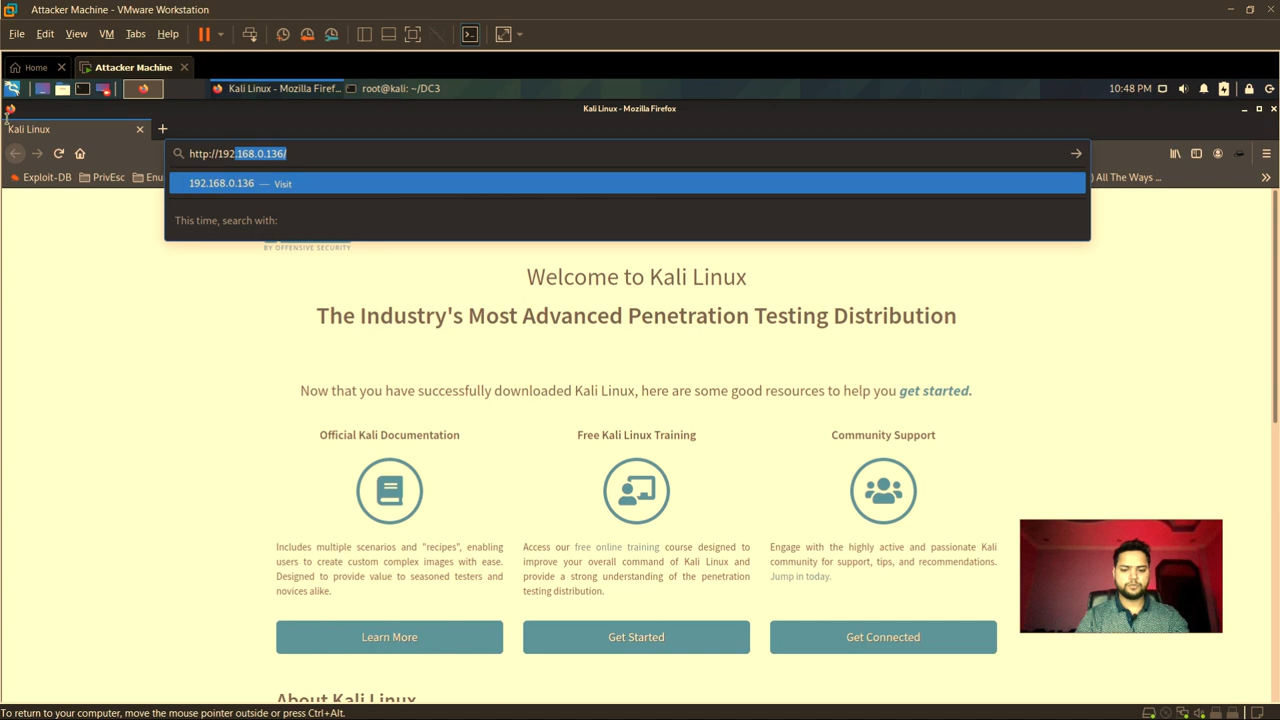 Attacker Machine - VMware Workstation
File Edit View VM Tabs Help
Home Attacker Machine
Kali Linux - Mozilla Firef... root@kali: ~/DC3 10:48 PM
Kali Linux - Mozilla Firefox
Kali Linux
http://192.168.0.136/
Exploit-DB PrivEsc Enu All The Ways ...
192.168.0.136 — Visit
This time, search with:
BY OFFENSIVE SECURITY
Welcome to Kali Linux
The Industry's Most Advanced Penetration Testing Distribution
Now that you have successfully downloaded Kali Linux, here are some good resources to help you get started.
Official Kali Documentation
Includes multiple scenarios and "recipes", enabling
users to create custom complex images with ease.
Designed to provide value to seasoned testers and
novices alike.
Learn More
Free Kali Linux Training
Access our free online training course designed to
improve your overall command of Kali Linux and
provide a strong understanding of the penetration
testing distribution.
Get Started
Community Support
Engage with the highly active and passionate Kali
community for support, tips, and recommendations.
Jump in today.
Get Connected
About Kali Linux
To return to your computer, move the mouse pointer outside or press Ctrl+Alt.